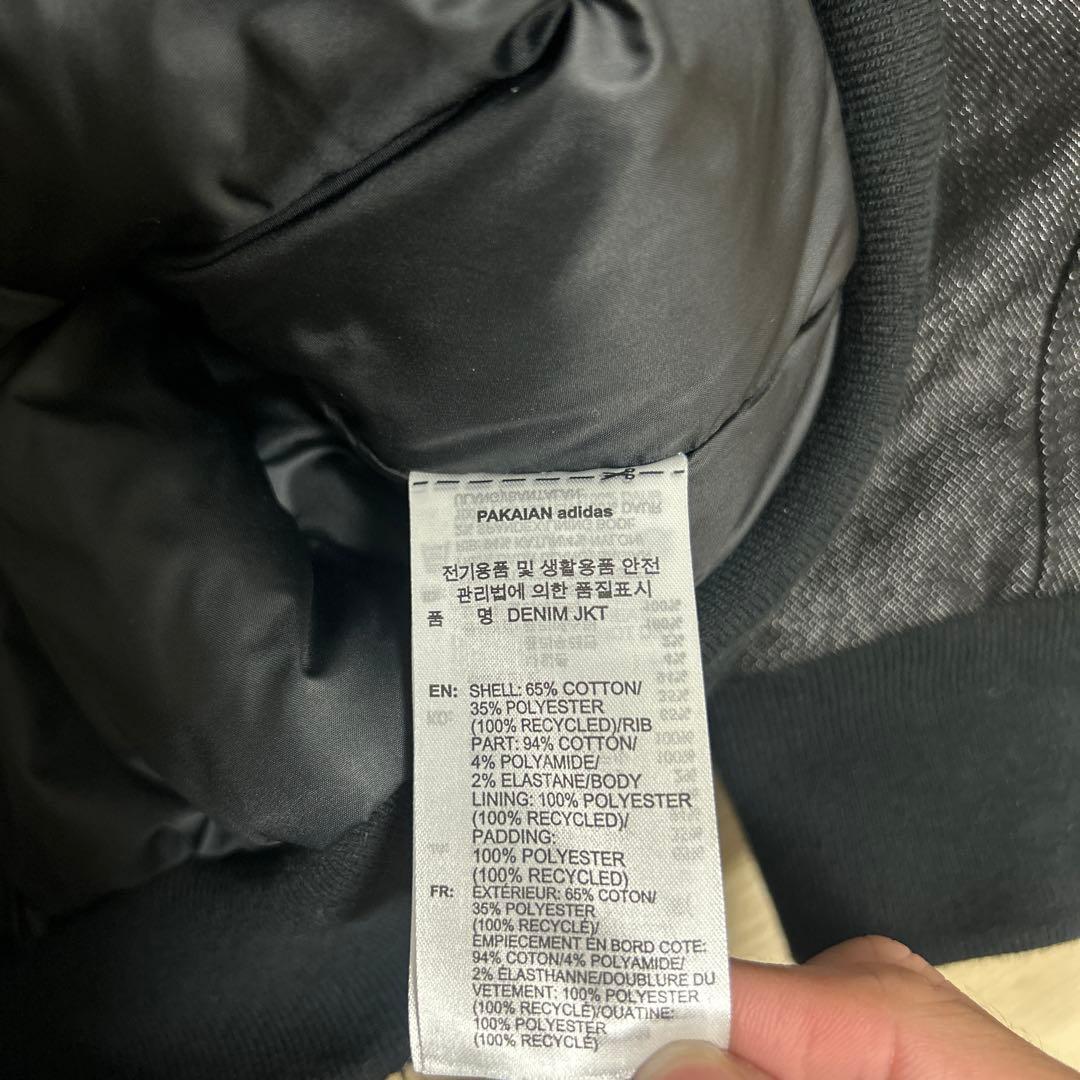 PAKAIAN adidas
전기용품 및 생활용품 안전
관리법에 의한 품질표시
품 명 DENIM JKT
EN: SHELL: 65% COTTON/
35% POLYESTER
(100% RECYCLED)/RIB
PART: 94% COTTON/
4% POLYAMIDE/
2% ELASTANE/BODY
LINING: 100% POLYESTER
(100% RECYCLED)/
PADDING:
100% POLYESTER
(100% RECYCLED)
FR: EXTÉRIEUR: 65% COTON/
35% POLYESTER
(100% RECYCLÉ)/
EMPIECEMENT EN BORD COTE:
94% COTON/4% POLYAMIDE/
2% ÉLASTHANNE/DOUBLURE DU
VETEMENT: 100% POLYESTER
(100% RECYCLÉ)/OUATINE:
100% POLYESTER
(100% RECYCLÉ)